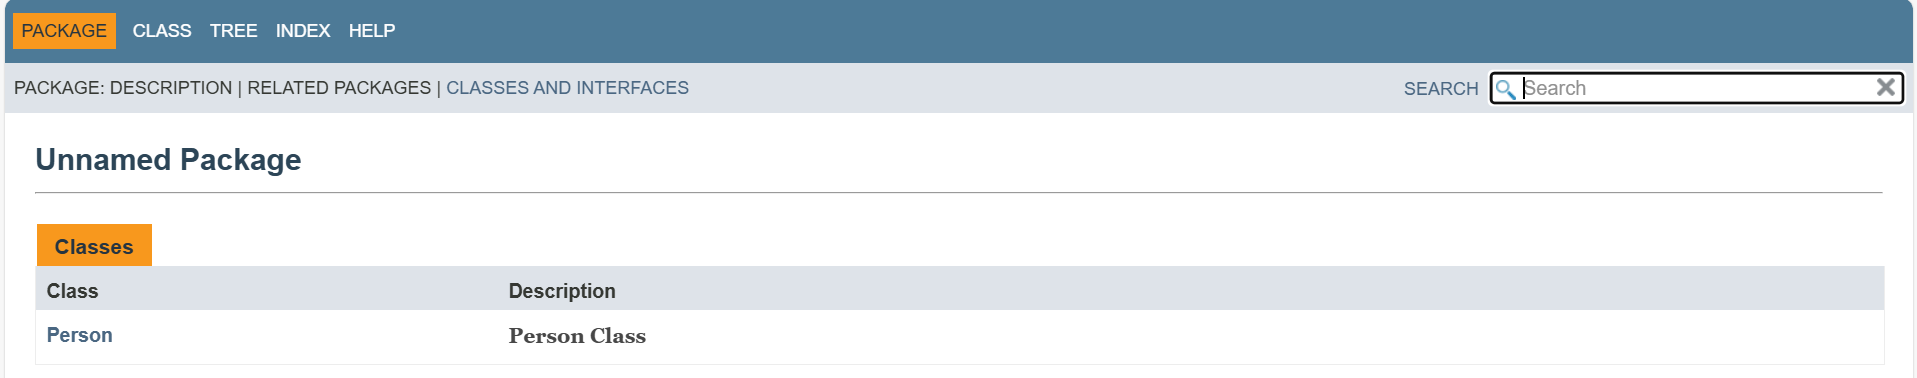 PACKAGE CLASS TREE INDEX HELP
PACKAGE: DESCRIPTION | RELATED PACKAGES | CLASSES AND INTERFACES SEARCH Search
Unnamed Package
Classes
Class Description
Person Person Class